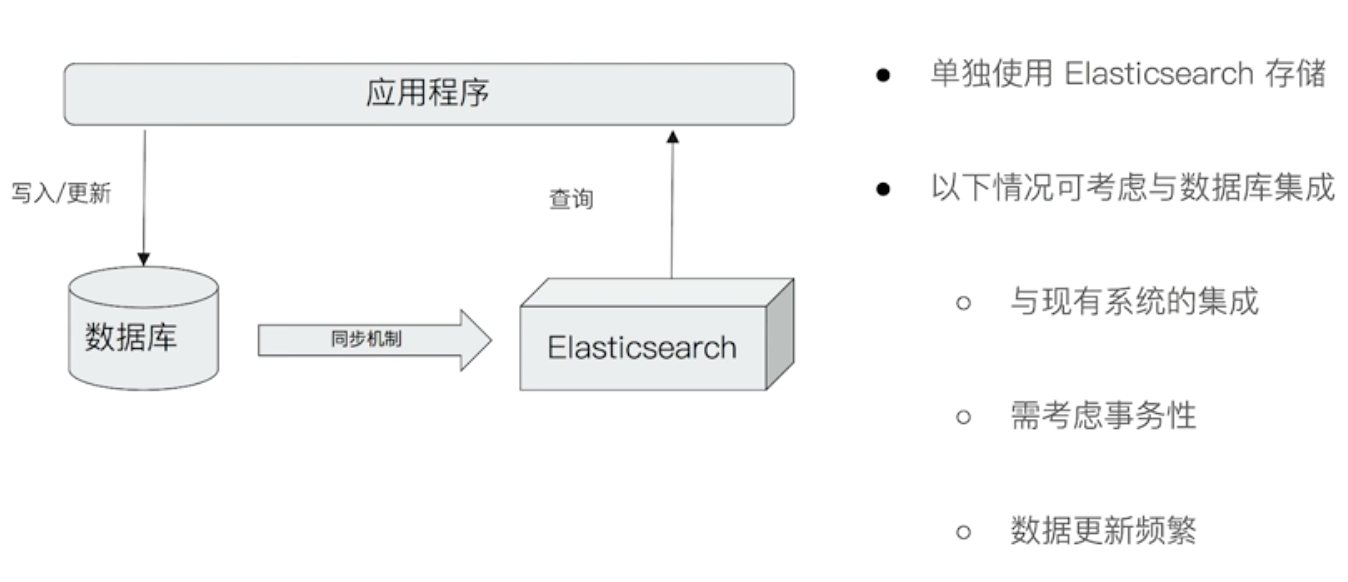 应用程序
写入/更新
查询
数据库
同步机制
Elasticsearch
● 单独使用 Elasticsearch 存储
● 以下情况可考虑与数据库集成
○ 与现有系统的集成
○ 需考虑事务性
○ 数据更新频繁